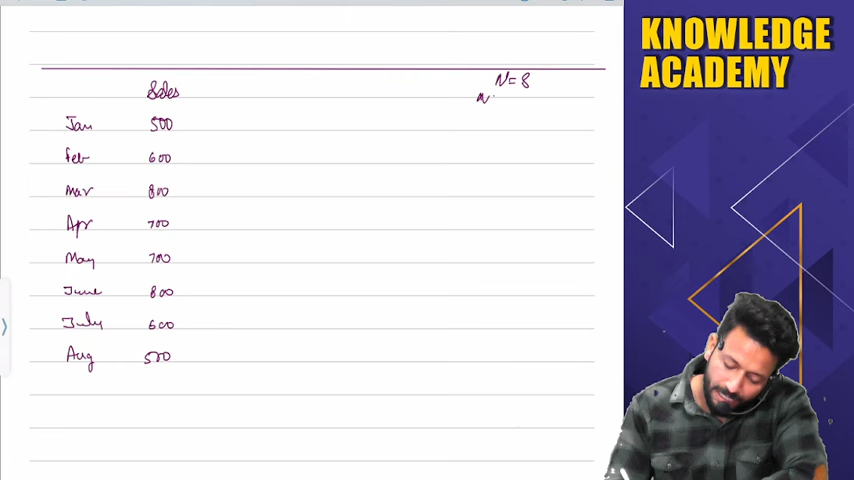 KNOWLEDGE
ACADEMY
Sales
N = 8
Jan 500
Feb 600
Mar 800
Apr 700
May 700
June 800
July 600
Aug 500